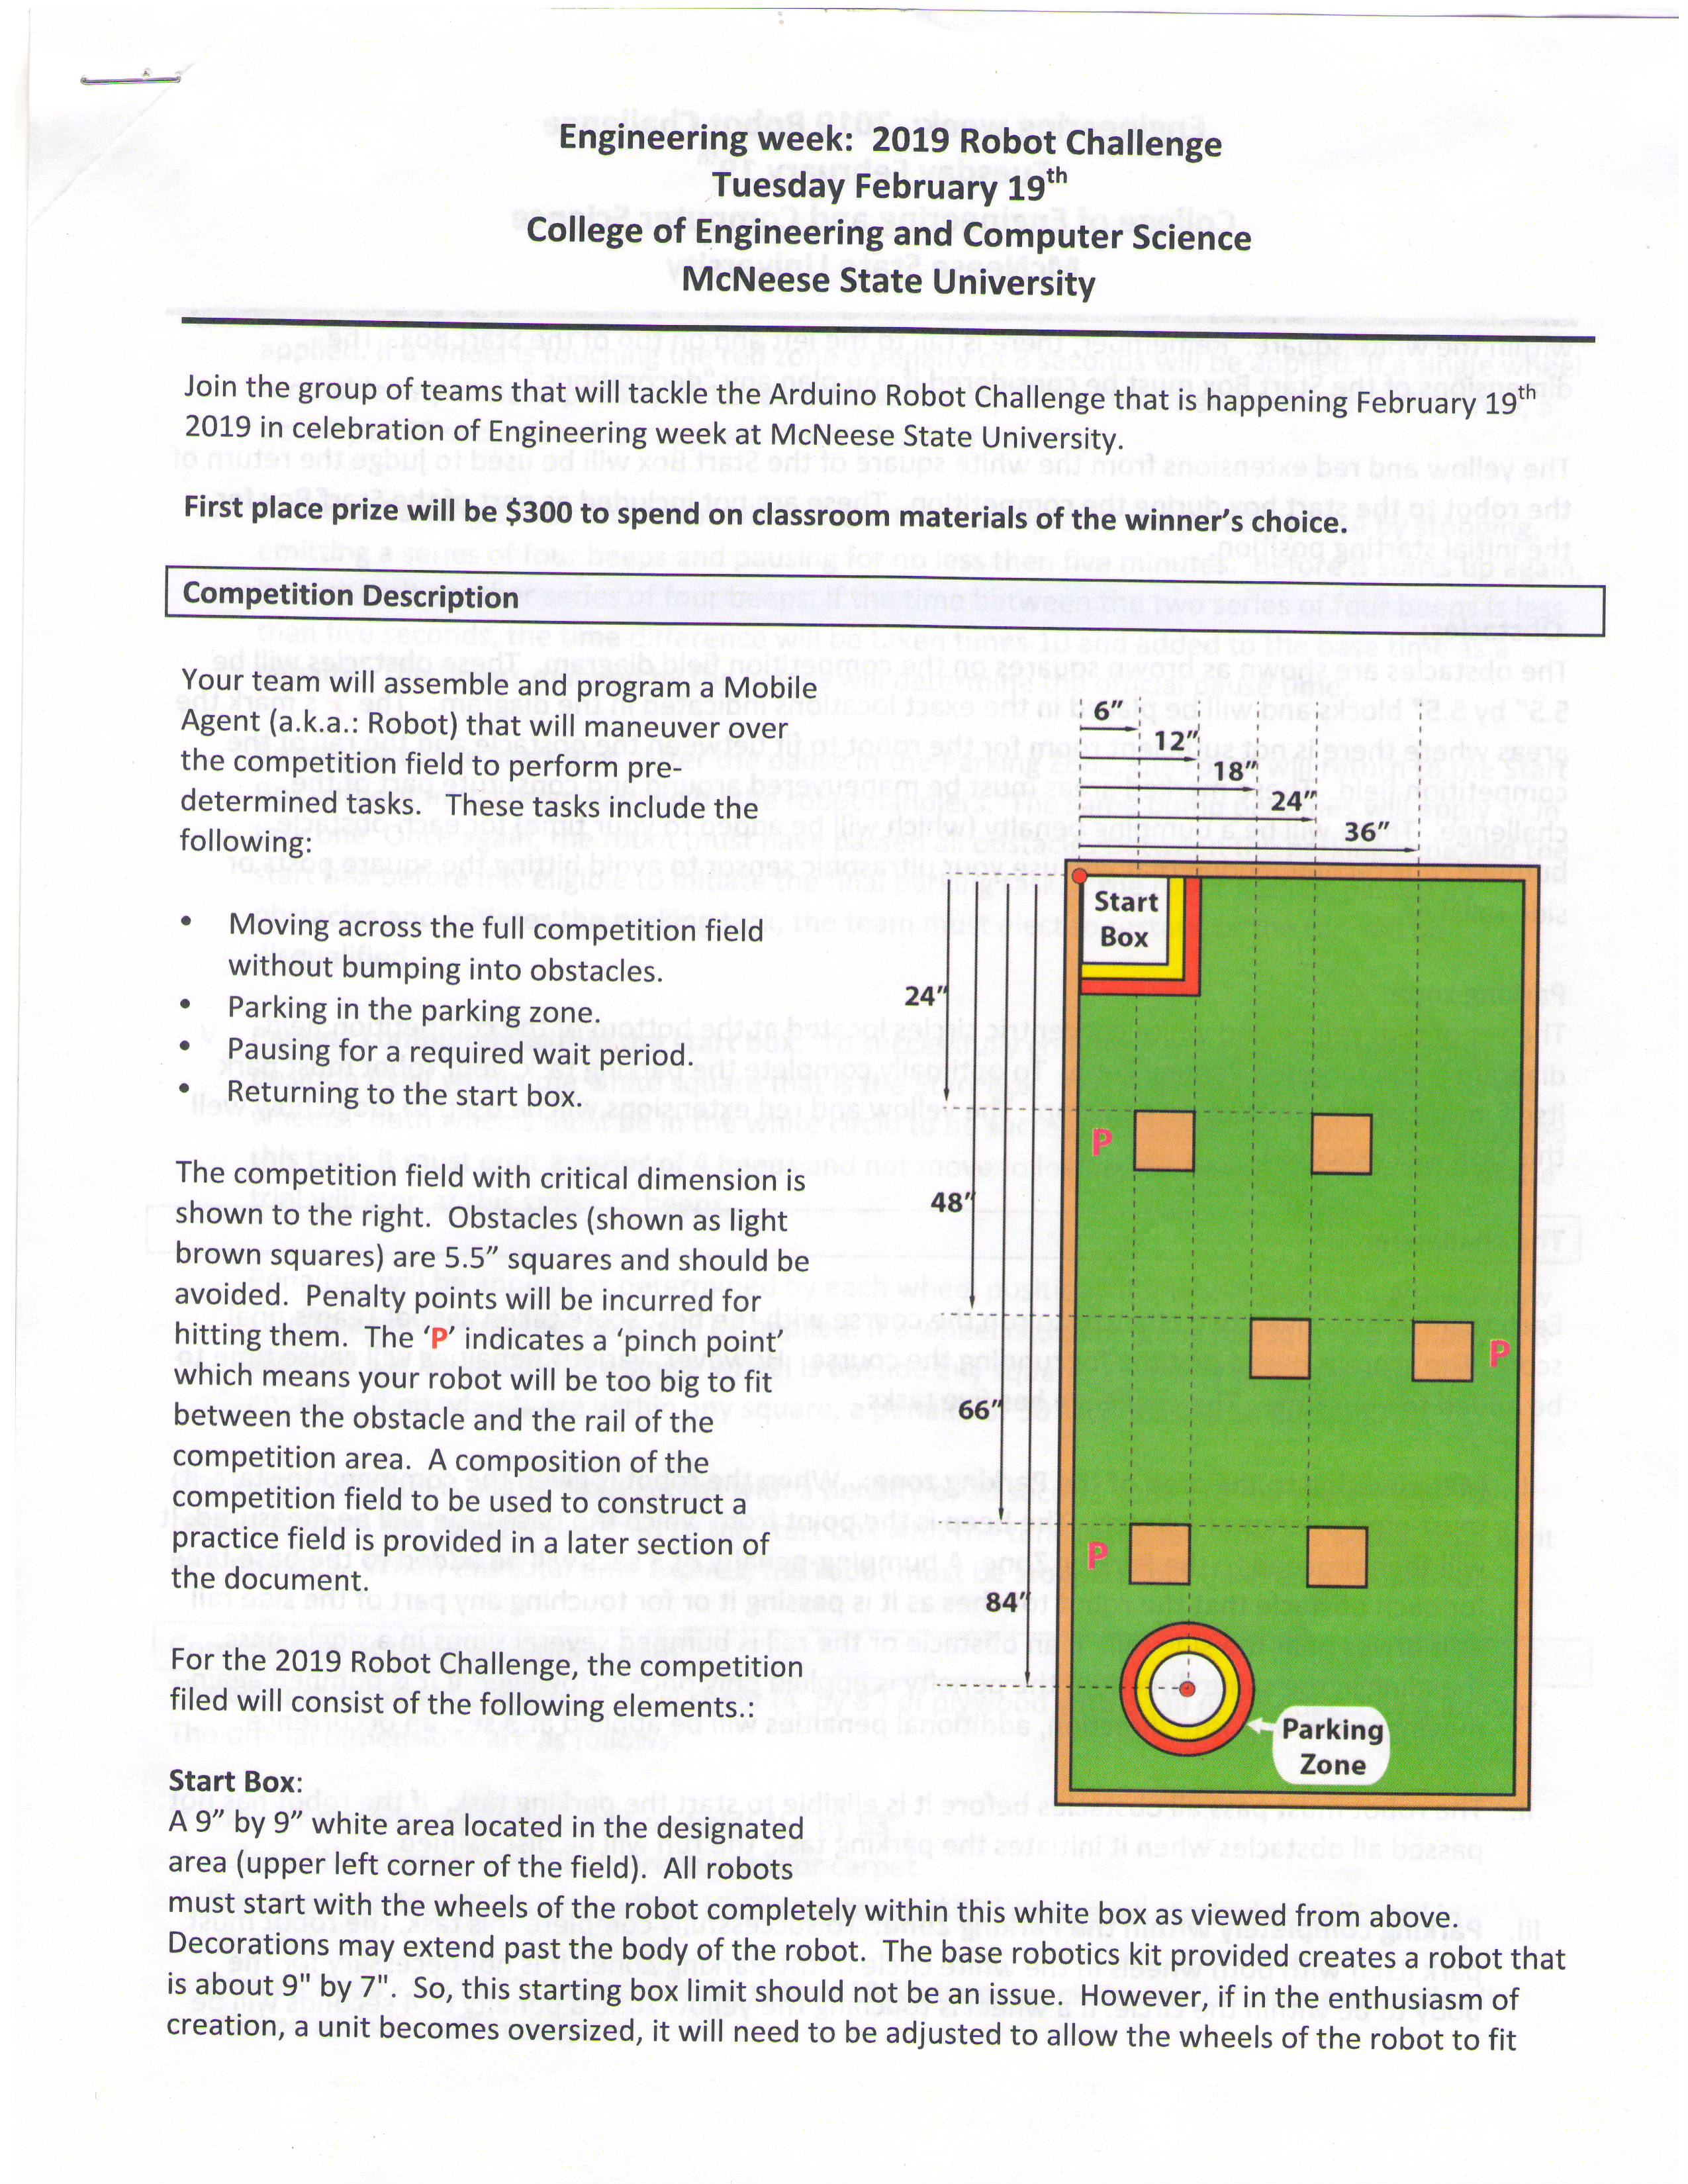 Engineering week:  2019 Robot Challenge
Tuesday February 19th
College of Engineering and Computer Science
McNeese State University
Join the group of teams that will tackle the Arduino Robot Challenge that is happening February 19th
2019 in celebration of Engineering week at McNeese State University.
First place prize will be $300 to spend on classroom materials of the winner's choice.
Competition Description
Your team will assemble and program a Mobile
Agent (a.k.a.: Robot) that will maneuver over
the competition field to perform pre-
determined tasks.   These tasks include the
following:
• Moving across the full competition field
without bumping into obstacles.
• Parking in the parking zone.
• Pausing for a required wait period.
• Returning to the start box.
The competition field with critical dimension is
shown to the right.  Obstacles (shown as light
brown squares) are 5.5” squares and should be
avoided.  Penalty points will be incurred for
hitting them.  The ‘P’ indicates a ‘pinch point’
which means your robot will be too big to fit
between the obstacle and the rail of the
competition area.  A composition of the
competition field to be used to construct a
practice field is provided in a later section of
the document.
For the 2019 Robot Challenge, the competition
filed will consist of the following elements.:
Start Box:
A 9” by 9” white area located in the designated
area (upper left corner of the field).  All robots
must start with the wheels of the robot completely within this white box as viewed from above.
Decorations may extend past the body of the robot.  The base robotics kit provided creates a robot that
is about 9" by 7".  So, this starting box limit should not be an issue.  However, if in the enthusiasm of
creation, a unit becomes oversized, it will need to be adjusted to allow the wheels of the robot to fit
6”
12”
18”
24”
36”
Start
Box
24”
P
48”
P
66”
P
84”
Parking
Zone